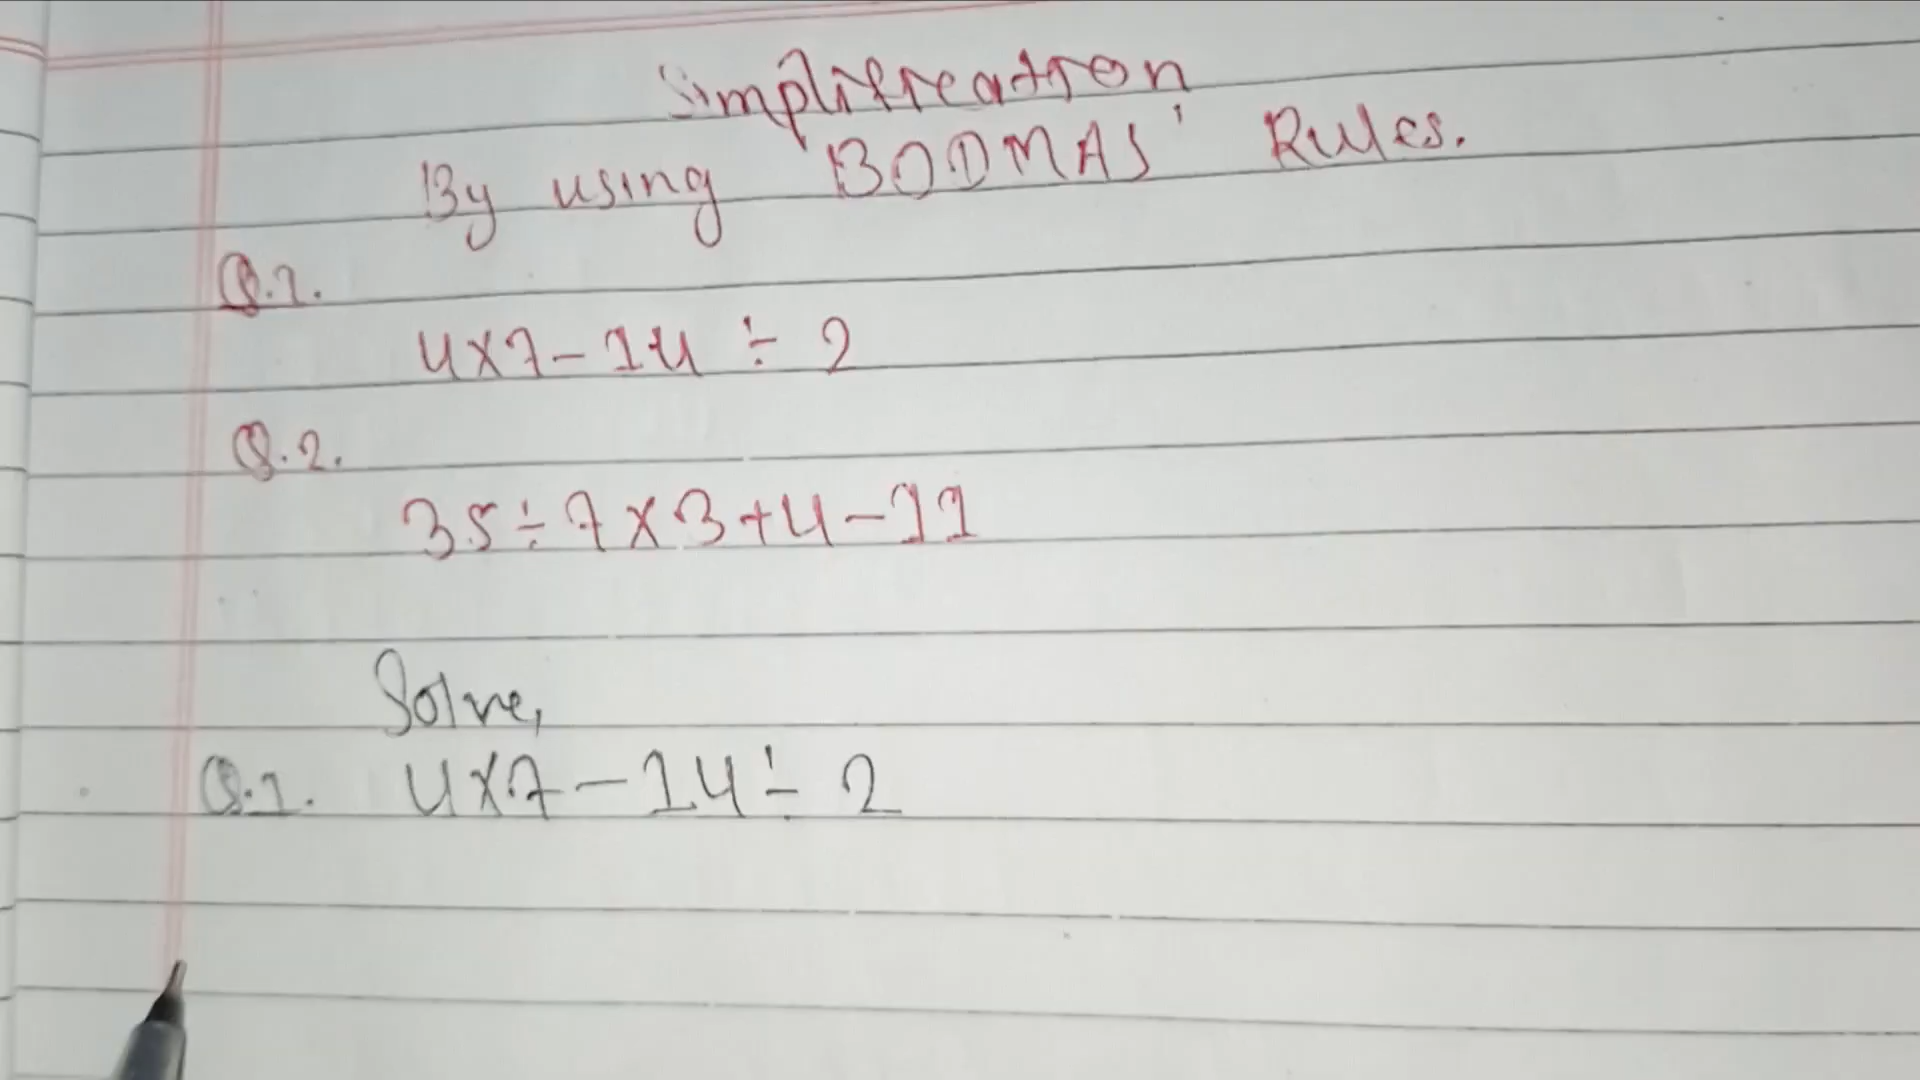 Simplification
By using 'BODMAS' Rules.
Q.1.
4×7-14 ÷ 2
Q.2.
35÷7×3+4-11
Solve,
Q.1. 4×7-14÷2